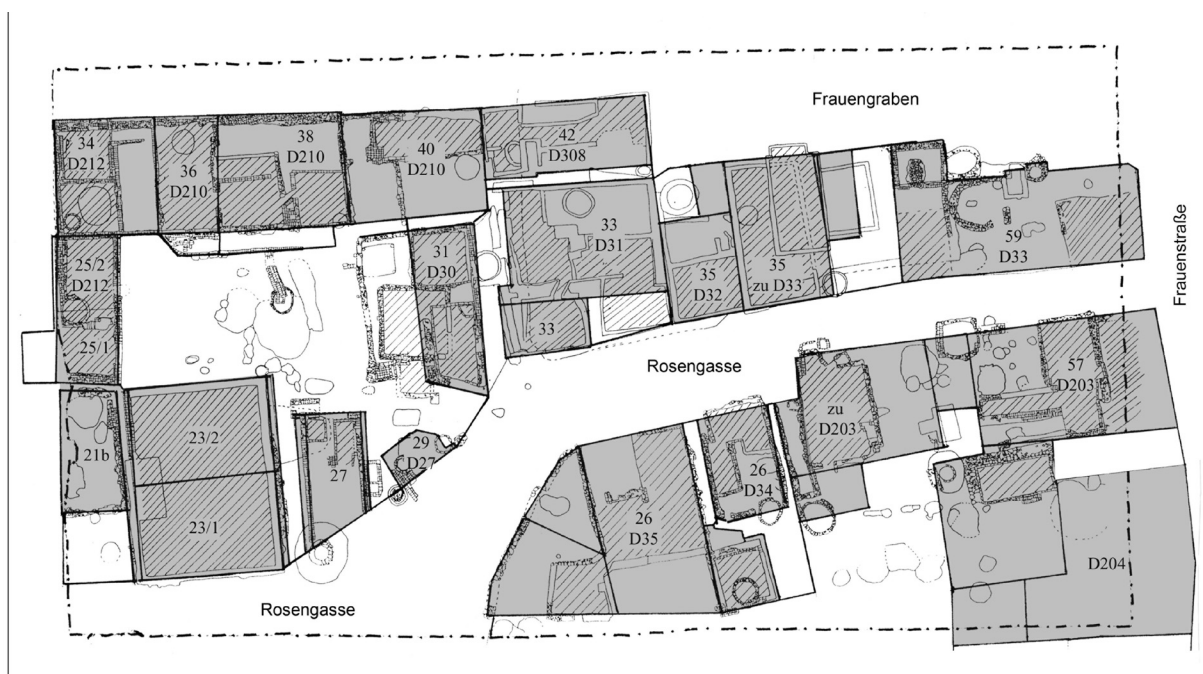 Frauengraben
34
D212
36
D210
38
D210
40
D210
42
D308
33
D31
35
D32
35
zu D33
59
D33
Frauenstraße
25/2
D212
25/1
31
D30
33
Rosengasse
57
D203
zu
D203
21b
23/2
23/1
27
29
D27
26
D34
26
D35
D204
Rosengasse